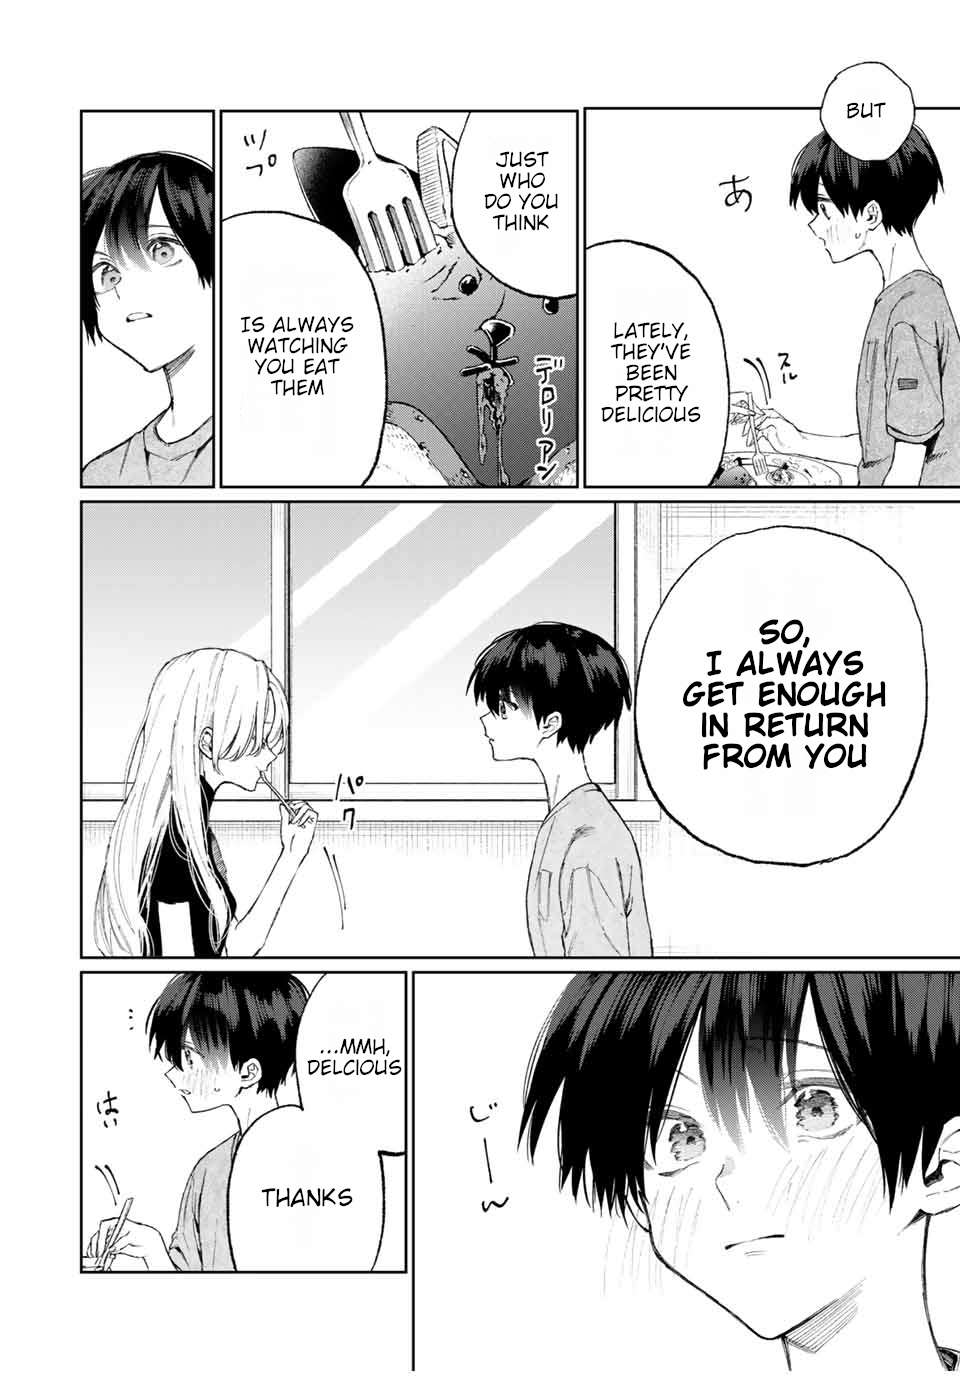 BUT
あ
LATELY,
THEY'VE
BEEN
PRETTY
DELICIOUS
スル
JUST
WHO
DO YOU
THINK
ツプ
デロリアン
IS ALWAYS
WATCHING
YOU EAT
THEM
SO,
I ALWAYS
GET ENOUGH
IN RETURN
FROM YOU
パク
じーーん
...MMH,
DELCIOUS
はい
THANKS